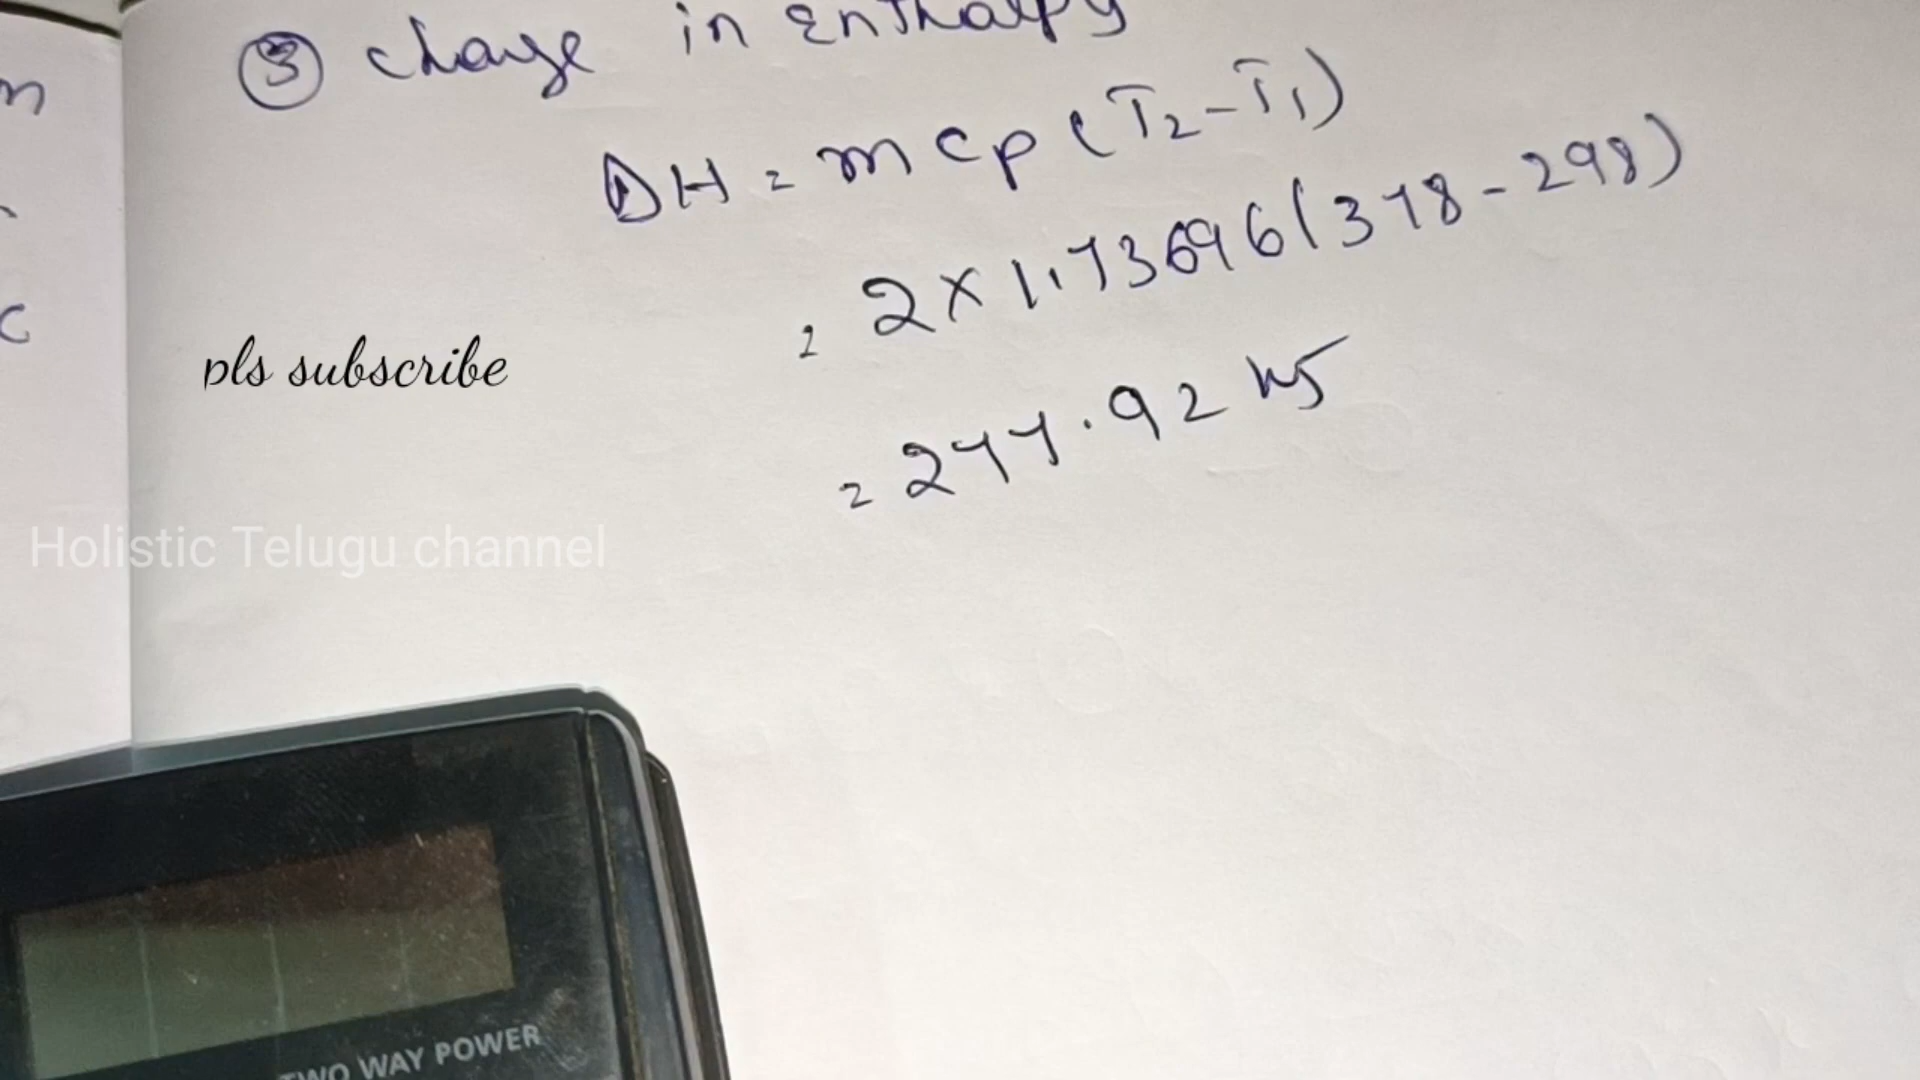 n
c
③ change in Enthalpy
ΔH = m cp (T₂-T₁)
= 2 × 1.73696(378-298)
= 277.92 kJ
pls subscribe
Holistic Telugu channel
TWO WAY POWER